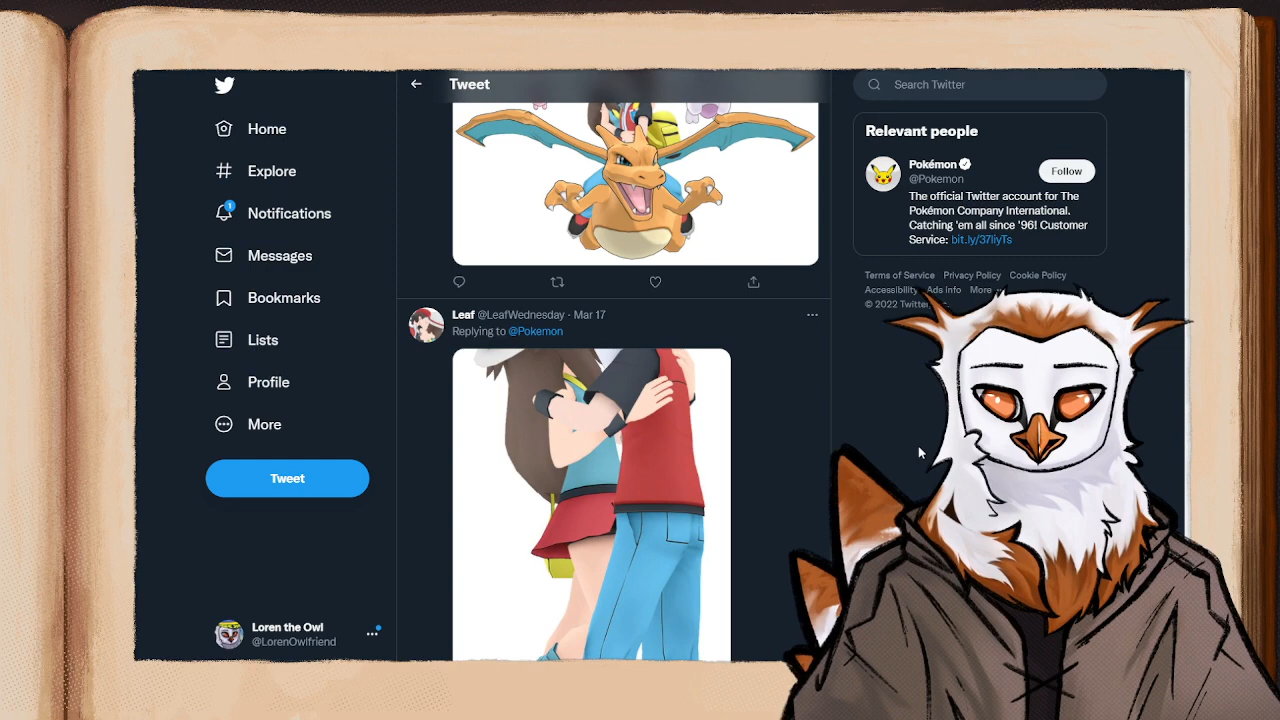 Home
Explore
1
Notifications
Messages
Bookmarks
Lists
Profile
More
Tweet
Loren the Owl
@LorenOwlfriend
Tweet
Leaf @LeafWednesday · Mar 17
Replying to @Pokemon
Search Twitter
Relevant people
Pokémon
@Pokemon
Follow
The official Twitter account for The
Pokémon Company International.
Catching 'em all since '96! Customer
Service: bit.ly/37IiyTs
Terms of Service Privacy Policy Cookie Policy
Accessibility Ads info More
© 2022 Twitter,